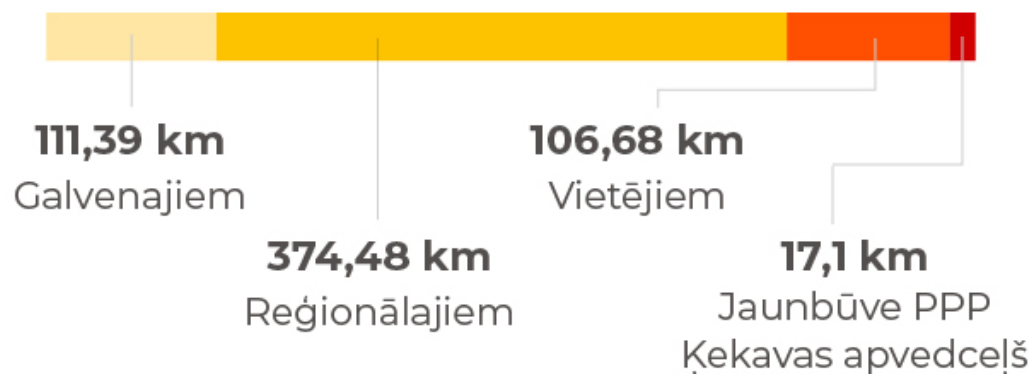 111,39 km
Galvenajiem
374,48 km
Reģionālajiem
106,68 km
Vietējiem
17,1 km
Jaunbūve PPP
Ķekavas apvedceļš